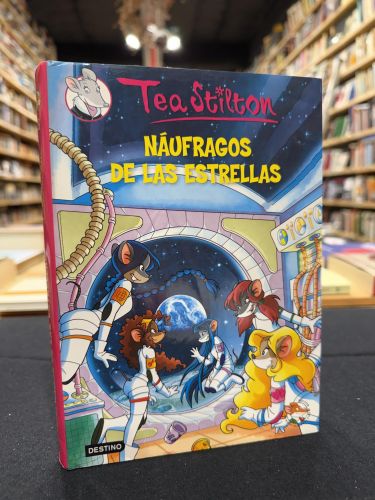 Tea Stilton
NÁUFRAGOS
DE LAS ESTRELLAS
DESTINO